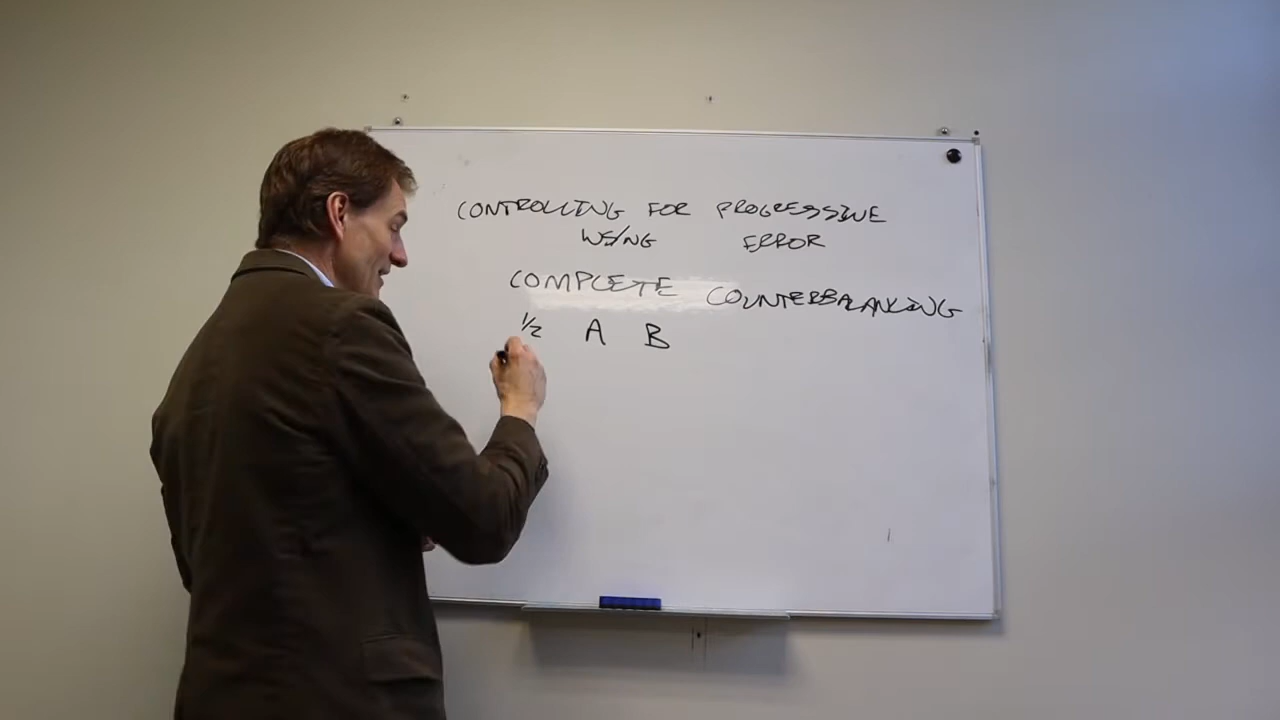 CONTROLLING FOR PROGRESSIVE
USING ERROR
COMPLETE COUNTERBALANCING
1/2 A B